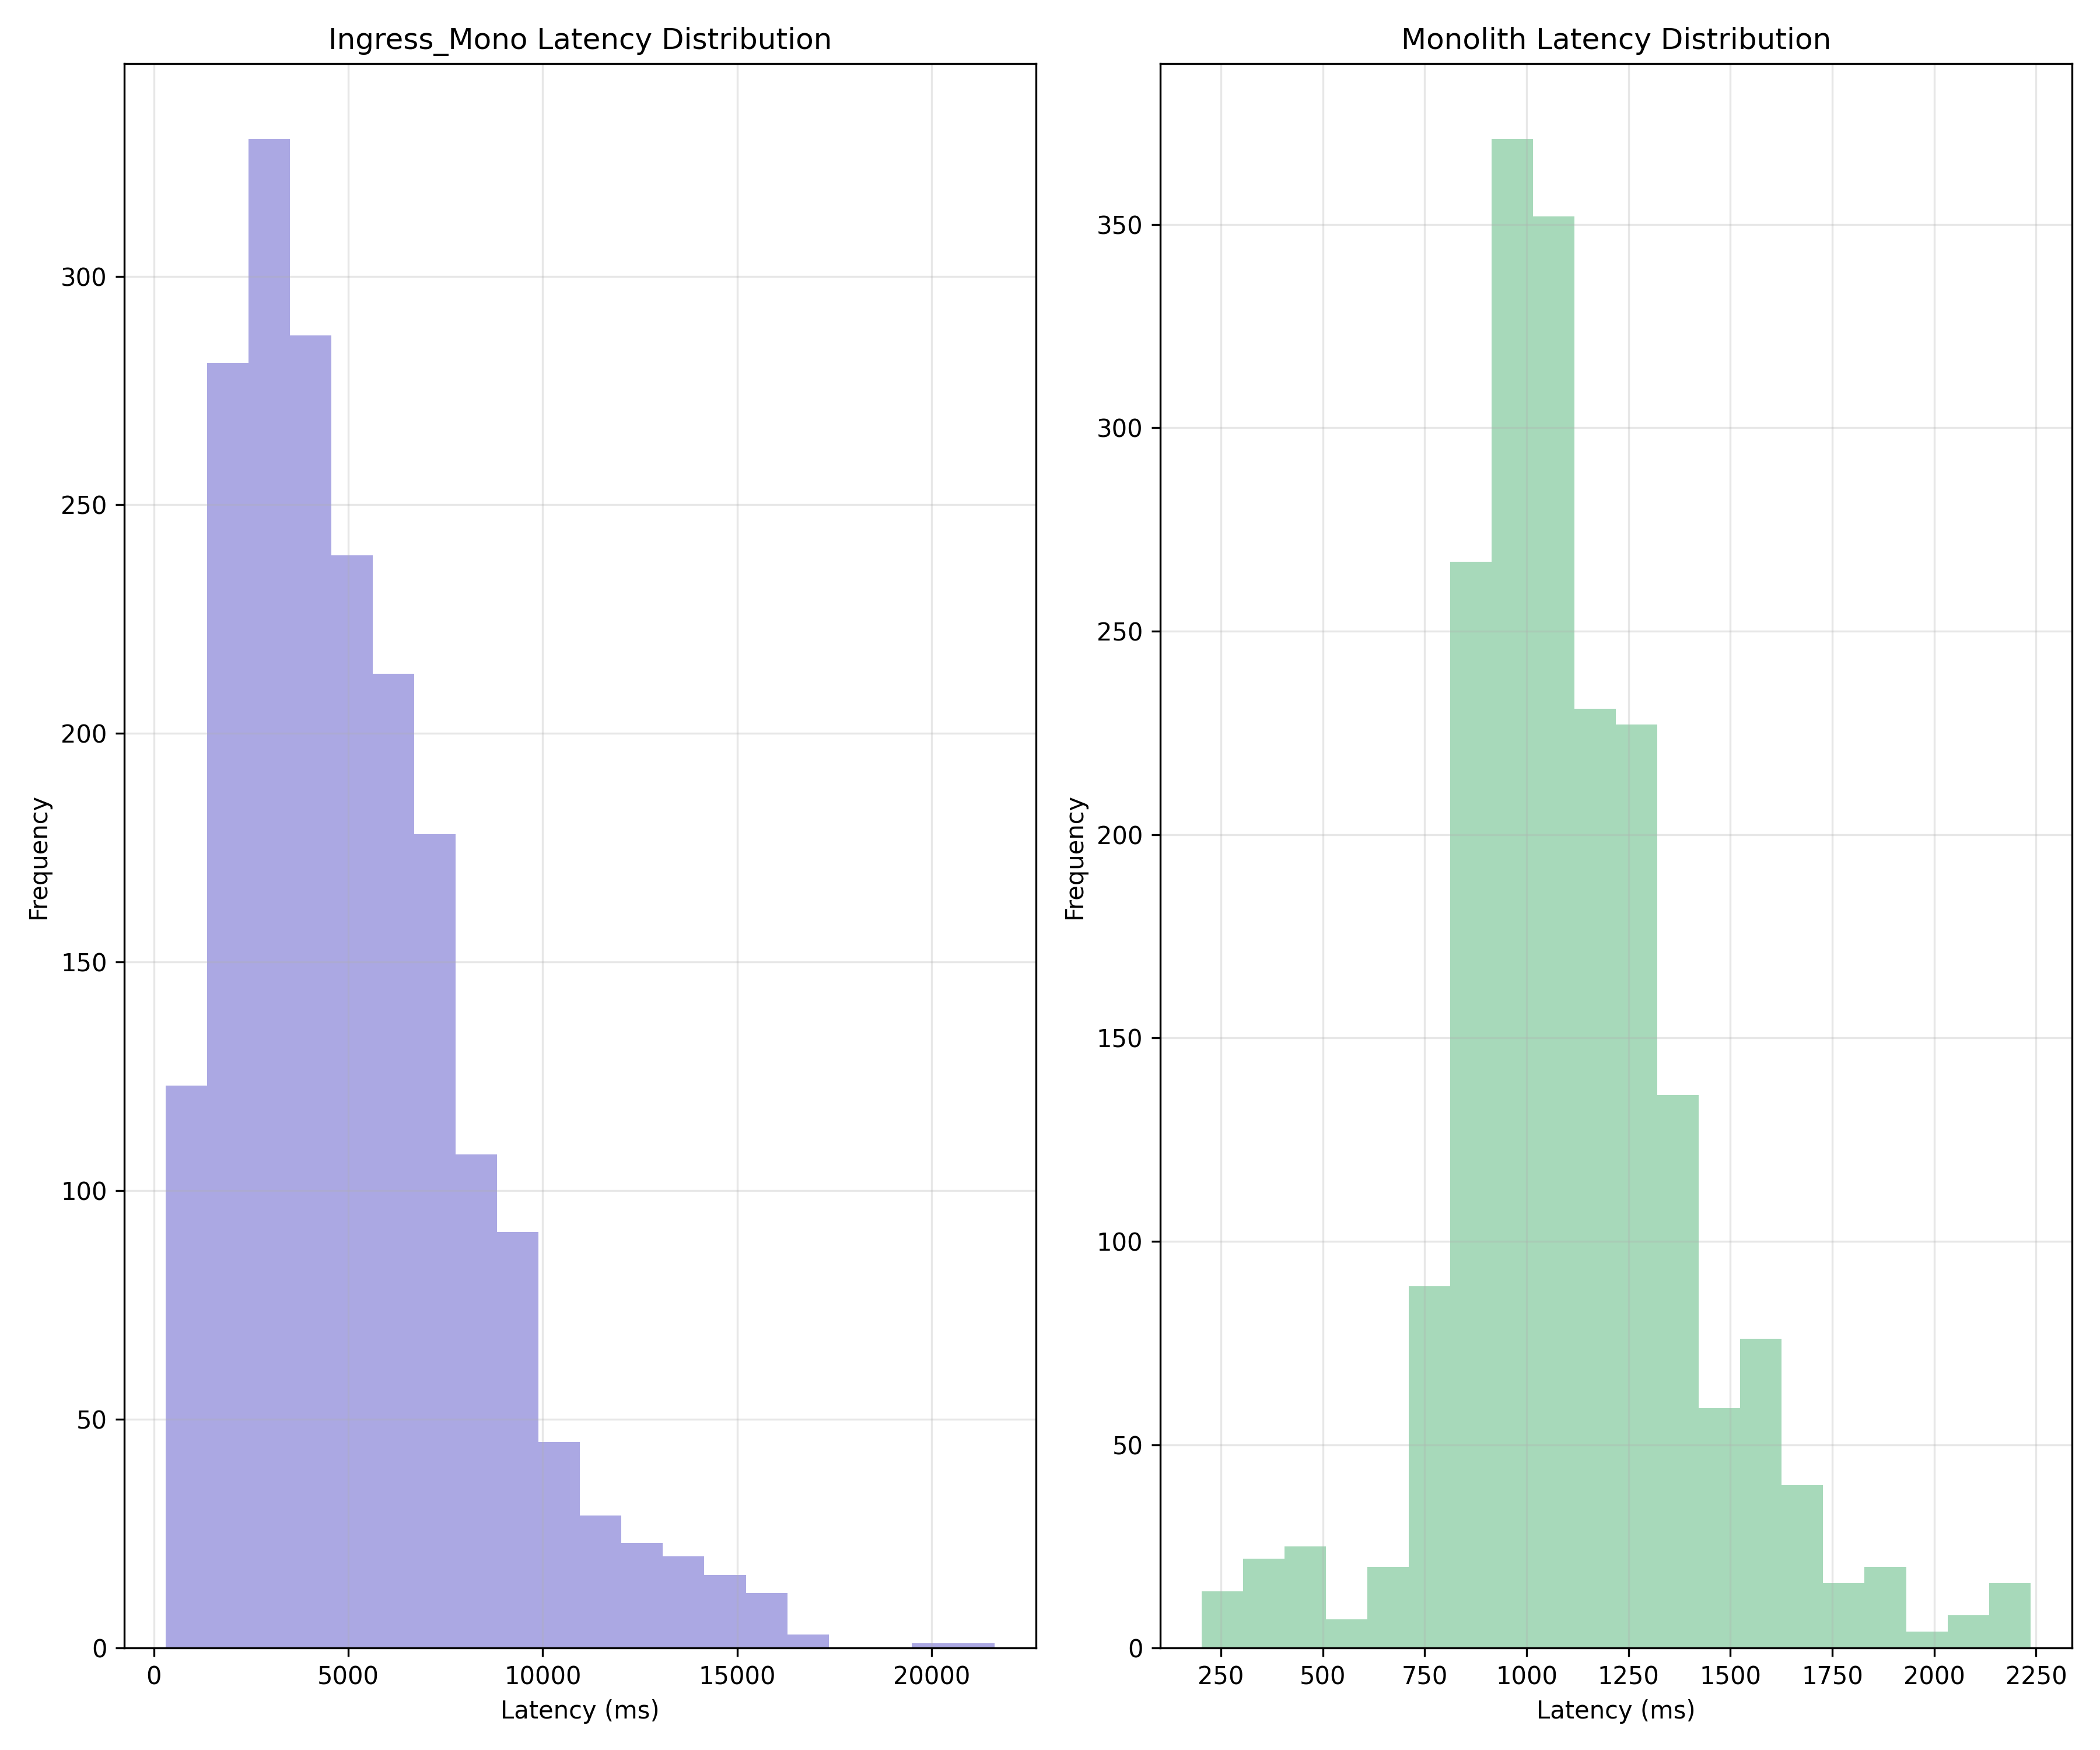 Ingress_Mono Latency Distribution
Frequency
300
250
200
150
100
50
0
0 5000 10000 15000 20000
Latency (ms)
Monolith Latency Distribution
Frequency
350
300
250
200
150
100
50
0
250 500 750 1000 1250 1500 1750 2000 2250
Latency (ms)